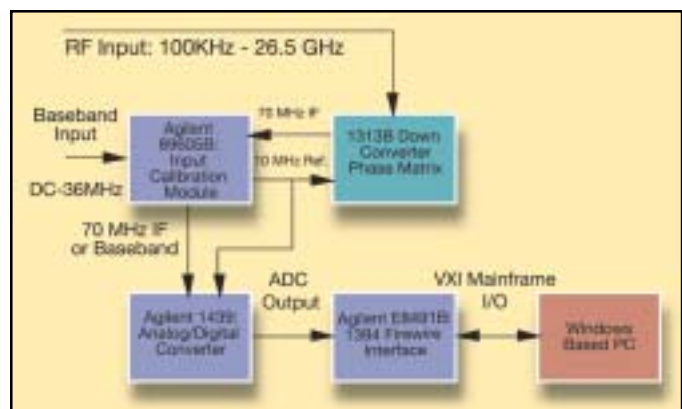 RF Input: 100KHz - 26.5 GHz
Baseband
Input
DC-36MHz
Agilent
89605B:
Input
Calibration
Module
70 MHz IF
10 MHz Ref.
1313B Down
Converter
Phase Matrix
70 MHz IF
or Baseband
ADC
Output
VXI Mainframe
I/O
Agilent 1439:
Analog/Digital
Converter
Agilent E8491B:
1394 Firewire
Interface
Windows
Based PC